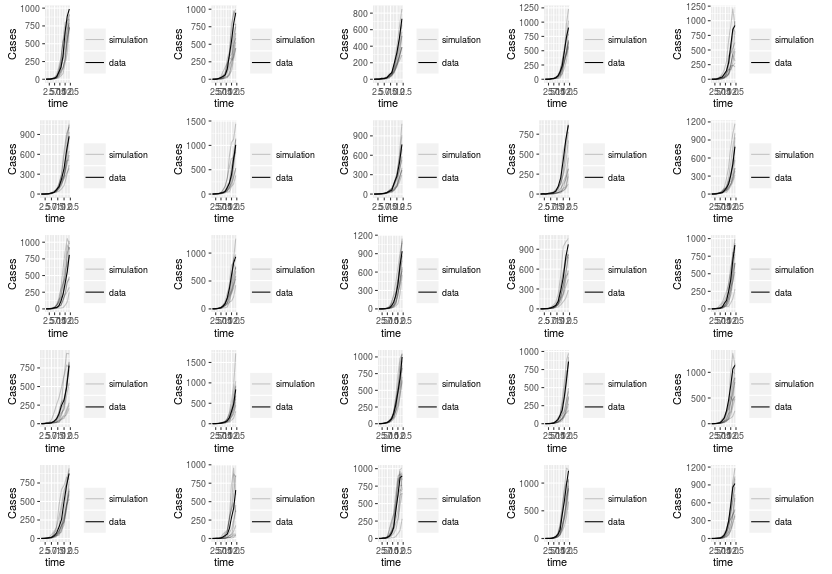 Cases
1000
750
500
250
0
time
simulation
data
Cases
1000
750
500
250
0
time
simulation
data
Cases
800
600
400
200
0
time
simulation
data
Cases
1250
1000
750
500
250
0
time
simulation
data
Cases
1250
1000
750
500
250
0
time
simulation
data
Cases
900
600
300
0
time
simulation
data
Cases
1500
1000
500
0
time
simulation
data
Cases
900
600
300
0
time
simulation
data
Cases
750
500
250
0
time
simulation
data
Cases
1200
900
600
300
0
time
simulation
data
Cases
1000
750
500
250
0
time
simulation
data
Cases
1000
500
0
time
simulation
data
Cases
1200
900
600
300
0
time
simulation
data
Cases
900
600
300
0
time
simulation
data
Cases
1000
750
500
250
0
time
simulation
data
Cases
750
500
250
0
time
simulation
data
Cases
1500
1000
500
0
time
simulation
data
Cases
1000
750
500
250
0
time
simulation
data
Cases
1000
750
500
250
0
time
simulation
data
Cases
1000
500
0
time
simulation
data
Cases
750
500
250
0
time
simulation
data
Cases
1000
750
500
250
0
time
simulation
data
Cases
1000
750
500
250
0
time
simulation
data
Cases
1000
500
0
time
simulation
data
Cases
1200
900
600
300
0
time
simulation
data